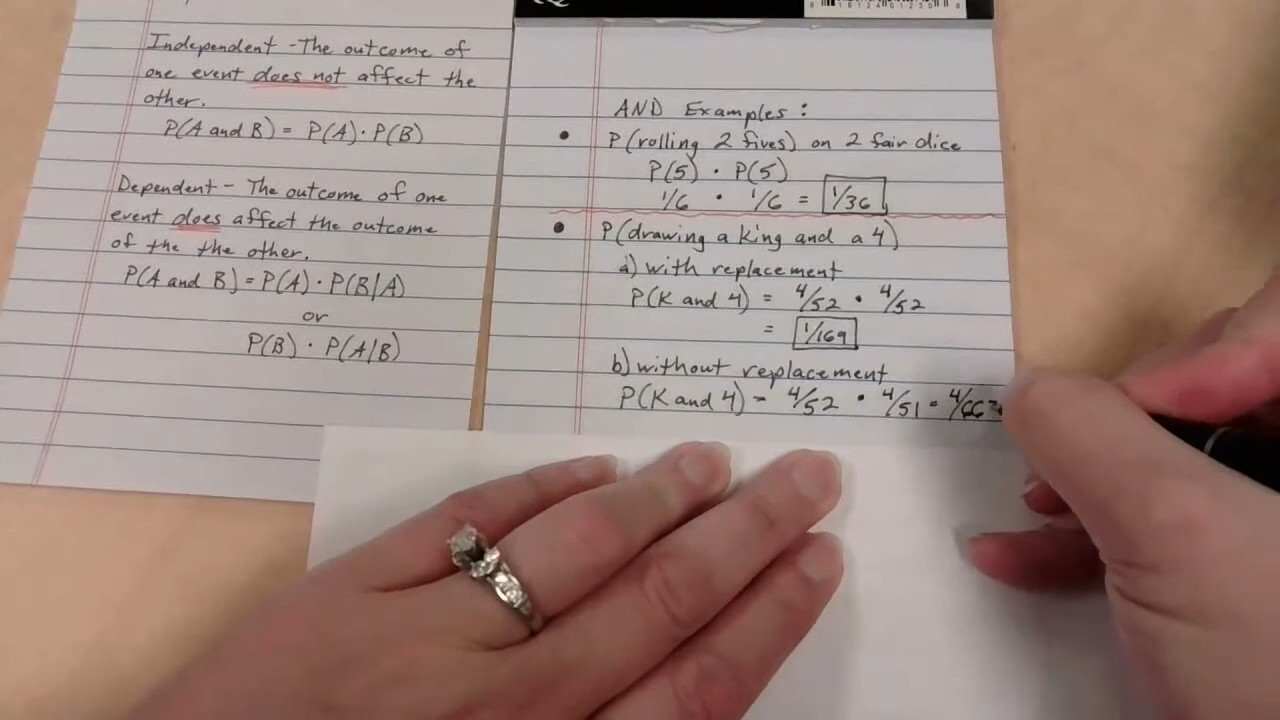 Independent - The outcome of
one event does not affect the
other.
P(A and B) = P(A) · P(B)
Dependent - The outcome of one
event does affect the outcome
of the the other.
P(A and B) = P(A) · P(B|A)
or
P(B) · P(A|B)
AND Examples:
• P(rolling 2 fives) on 2 fair dice
P(5) · P(5)
1/6 · 1/6 = 1/36
• P(drawing a king and a 4)
a) with replacement
P(K and 4) = 4/52 · 4/52
= 1/169
b) without replacement
P(K and 4) = 4/52 · 4/51 =